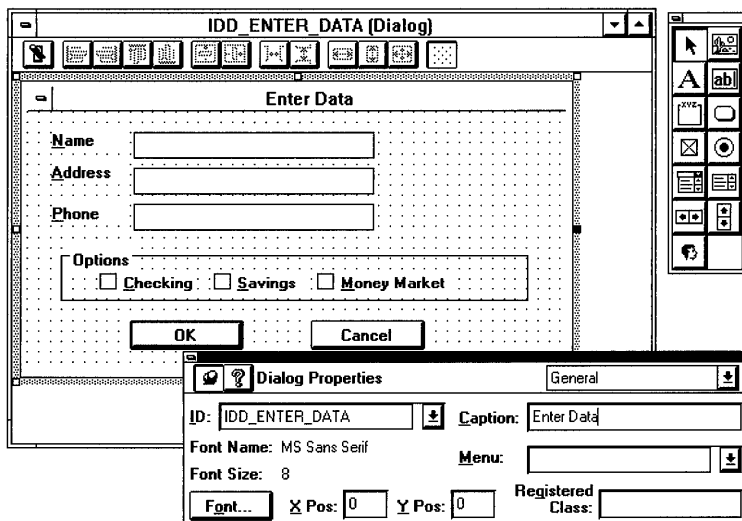 IDD_ENTER_DATA (Dialog)
A ab
XYZ
Enter Data
Name
Address
Phone
Options
Checking Savings Money Market
OK Cancel
? Dialog Properties General
ID: IDD_ENTER_DATA Caption: Enter Data
Font Name: MS Sans Serif
Menu:
Font Size: 8
Font... X Pos: 0 Y Pos: 0 Registered Class: